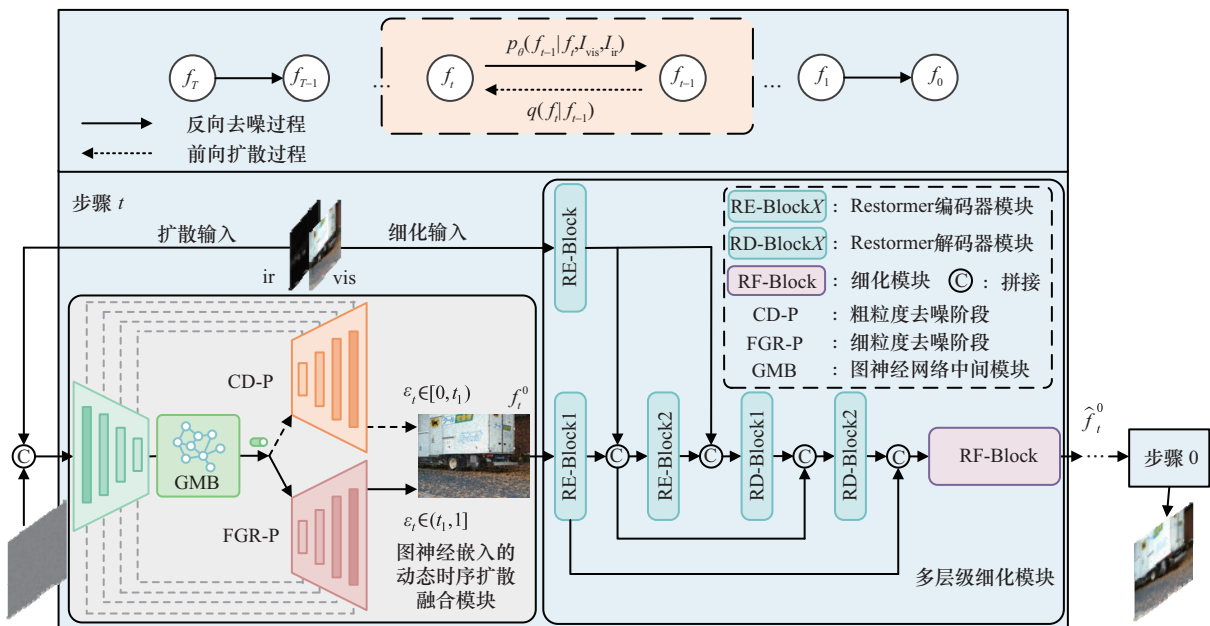 f_T
f_{T−1}
…
f_t
p_θ(f_{t−1}|f_t,I_vis,I_ir)
q(f_t|f_{t−1})
f_{t−1}
…
f_1
f_0
反向去噪过程
前向扩散过程
步骤 t
扩散输入
细化输入
ir
vis
RE-Block
RE-BlockX：Restormer编码器模块
RD-BlockX：Restormer解码器模块
RF-Block：细化模块 C：拼接
CD-P：粗粒度去噪阶段
FGR-P：细粒度去噪阶段
GMB：图神经网络中间模块
C
GMB
CD-P
FGR-P
ε_t∈[0,t_1)
f_t^0
ε_t∈(t_1,1]
图神经嵌入的
动态时序扩散
融合模块
RE-Block1
C
RE-Block2
C
RD-Block1
C
RD-Block2
C
RF-Block
多层级细化模块
f̂_t^0
…
步骤 0